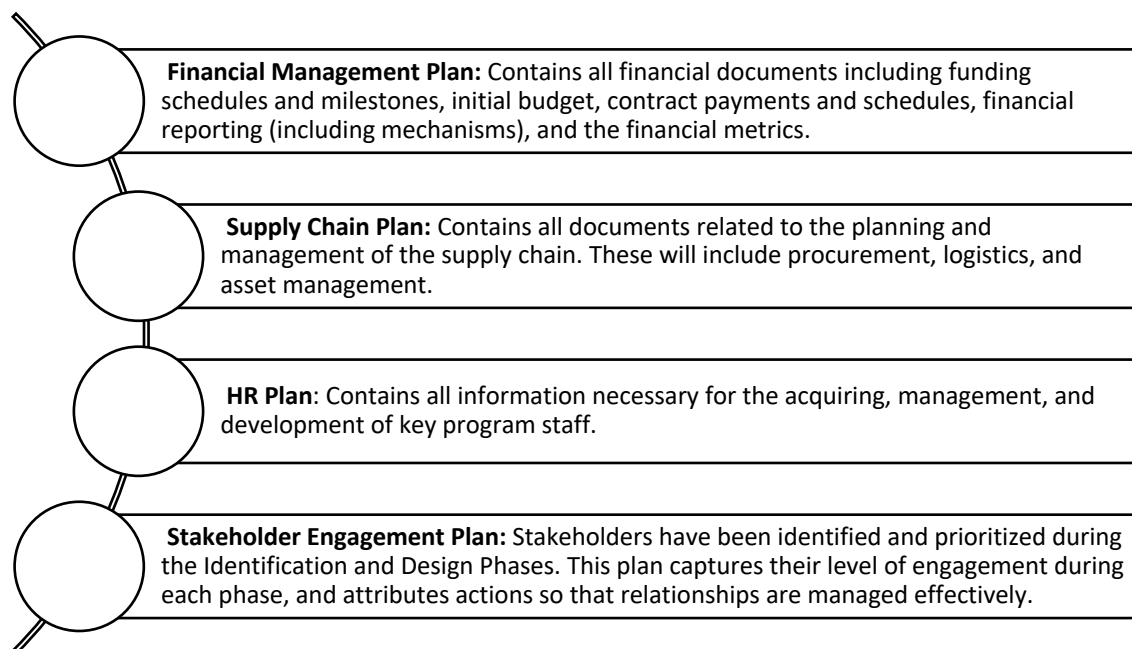 Financial Management Plan: Contains all financial documents including funding
schedules and milestones, initial budget, contract payments and schedules, financial
reporting (including mechanisms), and the financial metrics.
Supply Chain Plan: Contains all documents related to the planning and
management of the supply chain. These will include procurement, logistics, and
asset management.
HR Plan: Contains all information necessary for the acquiring, management, and
development of key program staff.
Stakeholder Engagement Plan: Stakeholders have been identified and prioritized during
the Identification and Design Phases. This plan captures their level of engagement during
each phase, and attributes actions so that relationships are managed effectively.